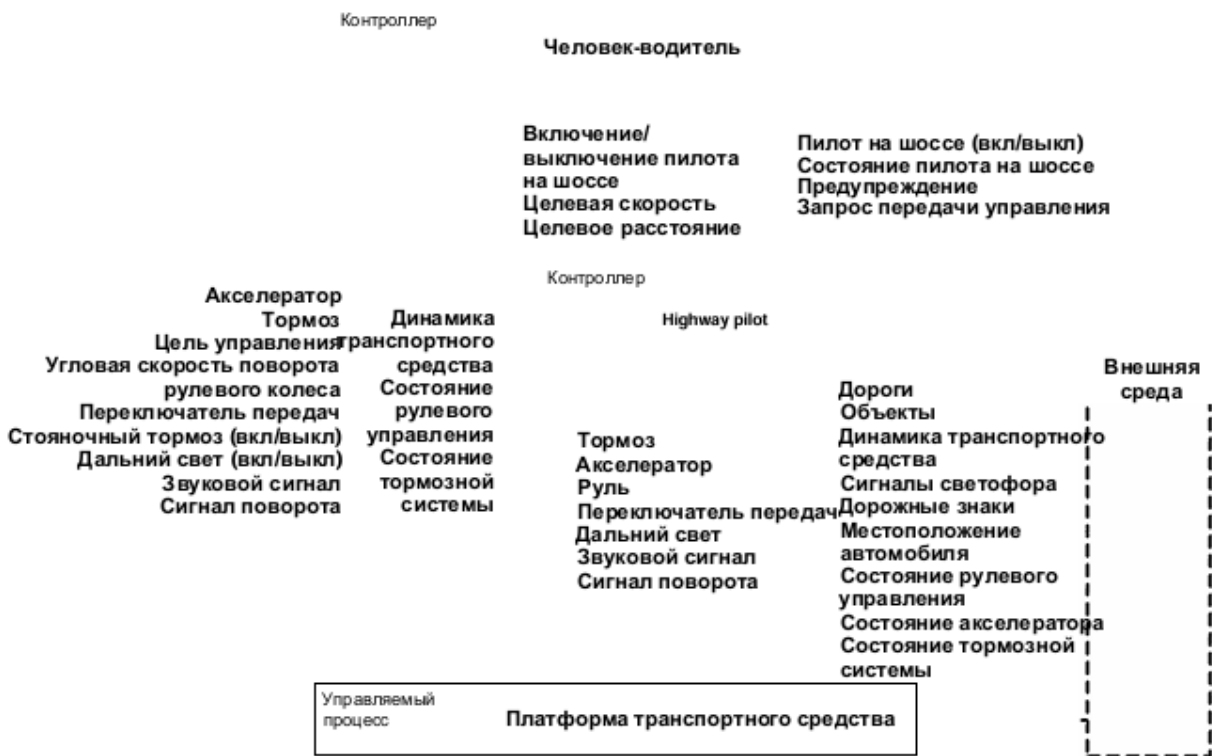 Контроллер
Человек-водитель
Включение/
выключение пилота
на шоссе
Целевая скорость
Целевое расстояние
Пилот на шоссе (вкл/выкл)
Состояние пилота на шоссе
Предупреждение
Запрос передачи управления
Контроллер
Highway pilot
Акселератор
Тормоз
Цель управления
Угловая скорость поворота
рулевого колеса
Переключатель передач
Стояночный тормоз (вкл/выкл)
Дальний свет (вкл/выкл)
Звуковой сигнал
Сигнал поворота
Динамика
транспортного
средства
Состояние
рулевого
управления
Состояние
тормозной
системы
Тормоз
Акселератор
Руль
Переключатель передач
Дальний свет
Звуковой сигнал
Сигнал поворота
Дороги
Объекты
Динамика транспортного
средства
Сигналы светофора
Дорожные знаки
Местоположение
автомобиля
Состояние рулевого
управления
Состояние акселератора
Состояние тормозной
системы
Внешняя
среда
Управляемый
процесс
Платформа транспортного средства